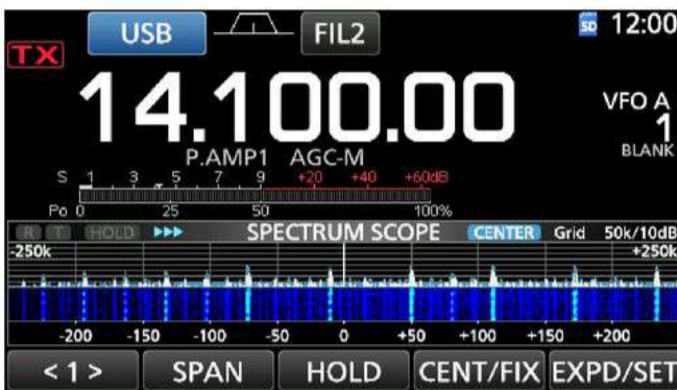 USB FIL2 SD 12:00
TX
14.100.00 VFO A
1
P.AMP1 AGC-M BLANK
S 1 3 5 7 9 +20 +40 +60dB
Po 0 25 50 100%
R T HOLD SPECTRUM SCOPE CENTER Grid 50k/10dB
-250k +250k
-200 -150 -100 -50 0 +50 +100 +150 +200
< 1 > SPAN HOLD CENT/FIX EXPD/SET